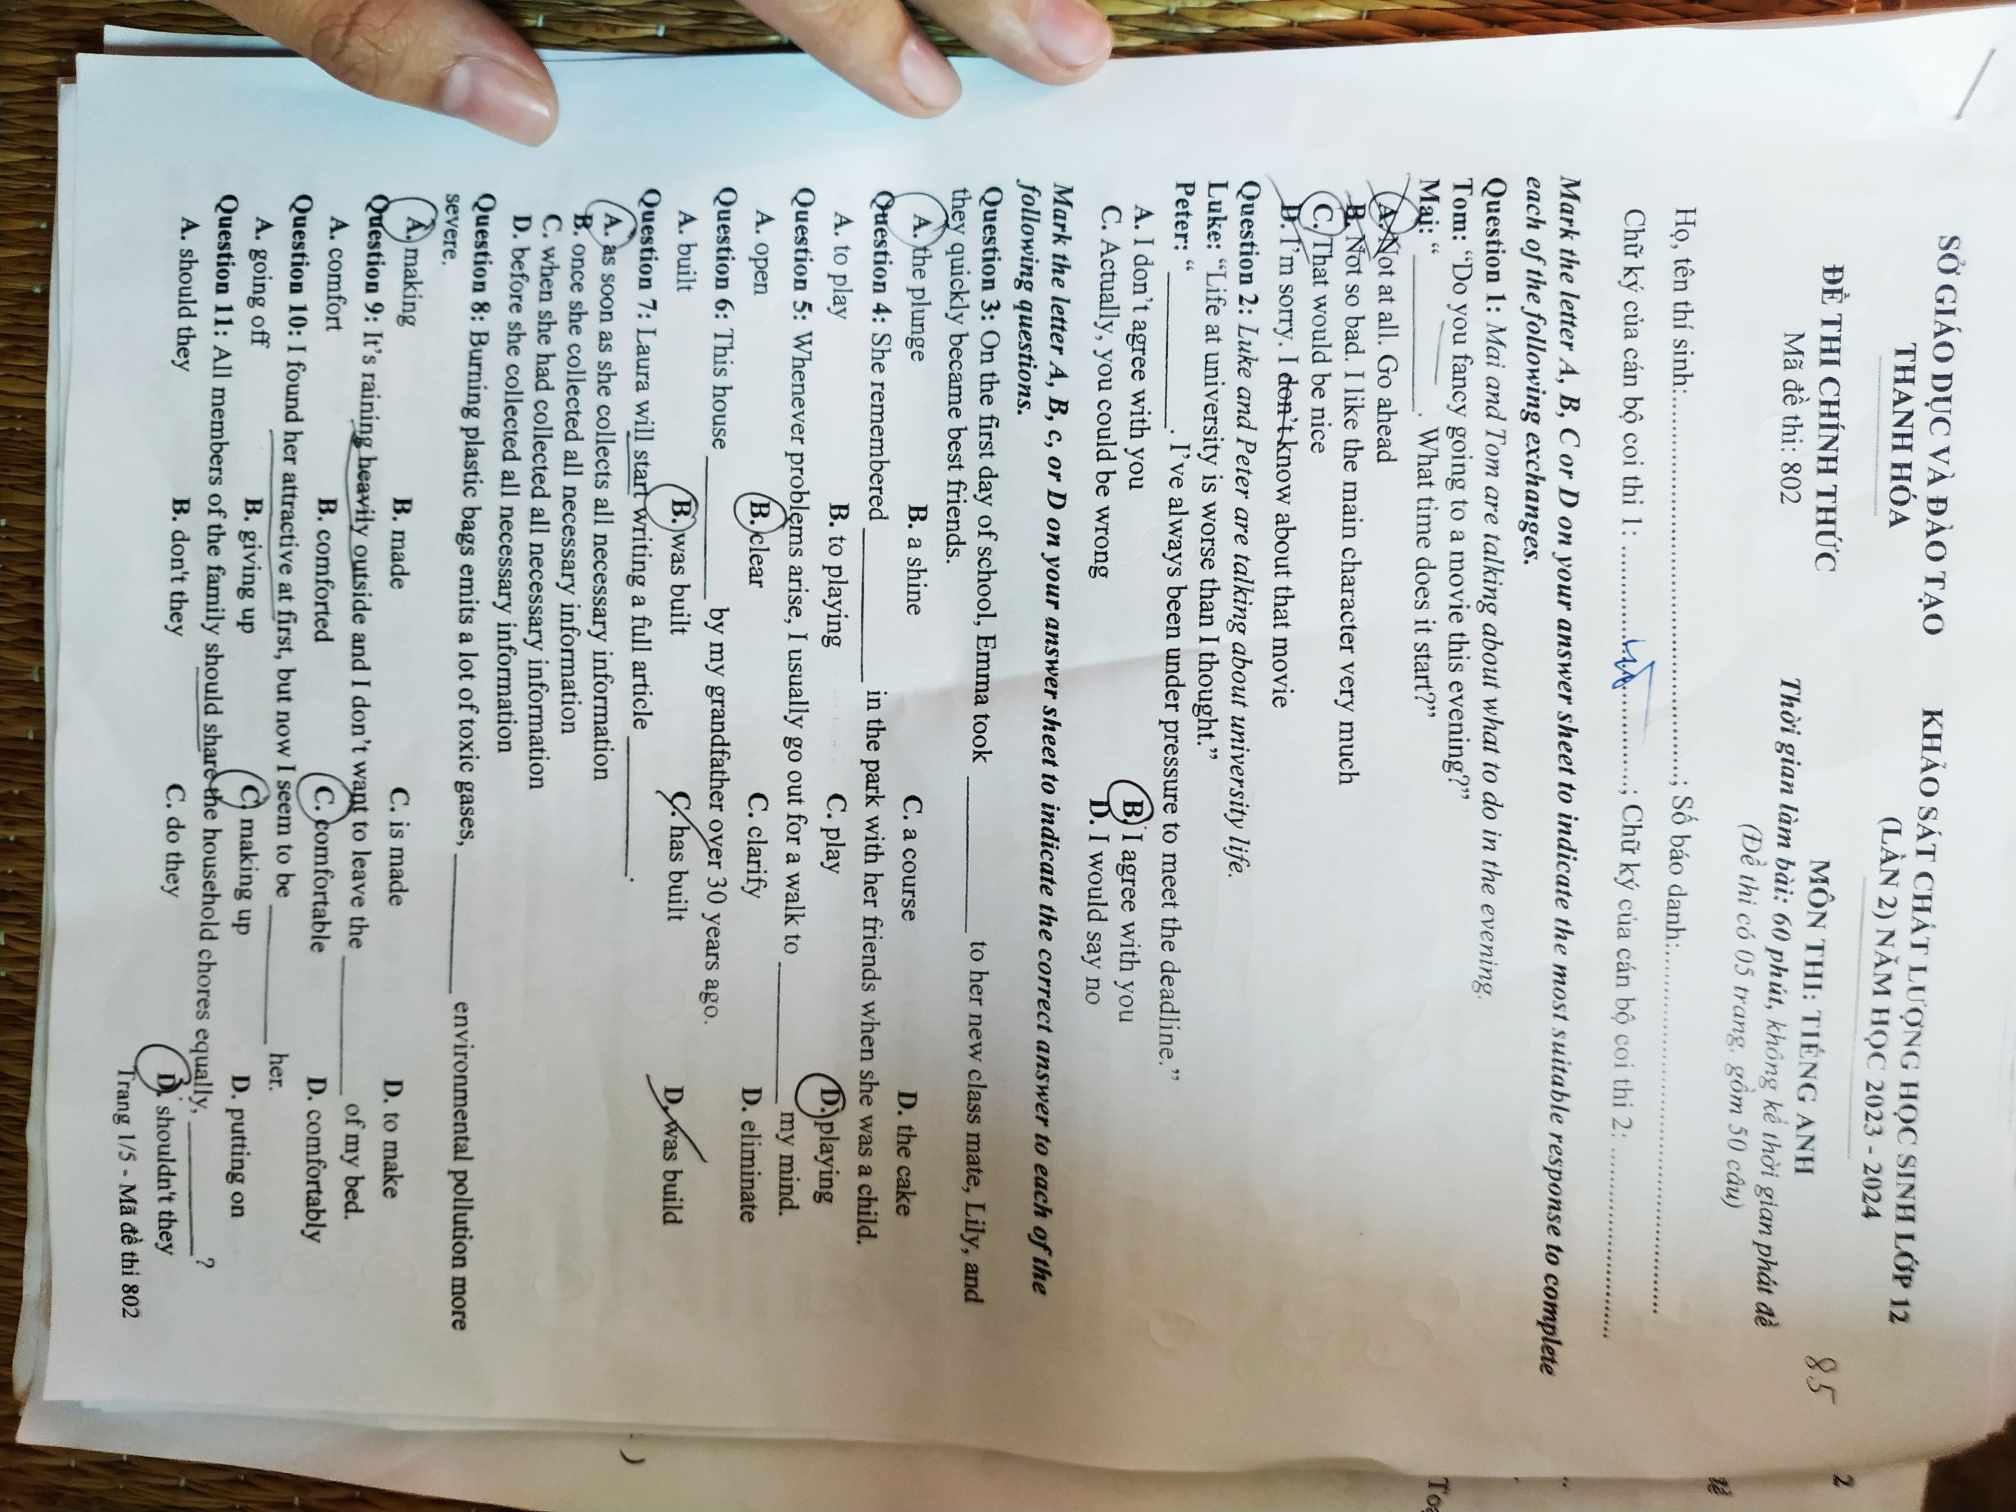 SỞ GIÁO DỤC VÀ ĐÀO TẠO
THANH HÓA
ĐỀ THI CHÍNH THỨC
Mã đề thi: 802
KHẢO SÁT CHẤT LƯỢNG HỌC SINH LỚP 12
(LẦN 2) NĂM HỌC 2023 - 2024
MÔN THI: TIẾNG ANH
Thời gian làm bài: 60 phút, không kể thời gian phát đề
(Đề thi có 05 trang, gồm 50 câu)
85
Họ, tên thí sinh:..........................................................; Số báo danh:..........................................
Chữ ký của cán bộ coi thi 1: ..............................; Chữ ký của cán bộ coi thi 2: ..............................
Mark the letter A, B, C or D on your answer sheet to indicate the most suitable response to complete
each of the following exchanges.
Question 1: Mai and Tom are talking about what to do in the evening.
Tom: “Do you fancy going to a movie this evening?”
Mai: “ __________. What time does it start?”
A. Not at all. Go ahead
B. Not so bad. I like the main character very much
C. That would be nice
D. I’m sorry. I don’t know about that movie
Question 2: Luke and Peter are talking about university life.
Luke: “Life at university is worse than I thought.”
Peter: “ __________. I’ve always been under pressure to meet the deadline.”
A. I don’t agree with you B. I agree with you
C. Actually, you could be wrong D. I would say no
Mark the letter A, B, c, or D on your answer sheet to indicate the correct answer to each of the
following questions.
Question 3: On the first day of school, Emma took __________ to her new class mate, Lily, and
they quickly became best friends.
A. the plunge B. a shine C. a course D. the cake
Question 4: She remembered __________ in the park with her friends when she was a child.
A. to play B. to playing C. play D. playing
Question 5: Whenever problems arise, I usually go out for a walk to __________ my mind.
A. open B. clear C. clarify D. eliminate
Question 6: This house __________ by my grandfather over 30 years ago.
A. built B. was built C. has built D. was build
Question 7: Laura will start writing a full article __________.
A. as soon as she collects all necessary information
B. once she collected all necessary information
C. when she had collected all necessary information
D. before she collected all necessary information
Question 8: Burning plastic bags emits a lot of toxic gases, __________ environmental pollution more
severe.
A. making B. made C. is made D. to make
Question 9: It’s raining heavily outside and I don’t want to leave the __________ of my bed.
A. comfort B. comforted C. comfortable D. comfortably
Question 10: I found her attractive at first, but now I seem to be __________ her.
A. going off B. giving up C. making up D. putting on
Question 11: All members of the family should share the household chores equally, __________?
A. should they B. don't they C. do they D. shouldn't they
Trang 1/5 - Mã đề thi 802